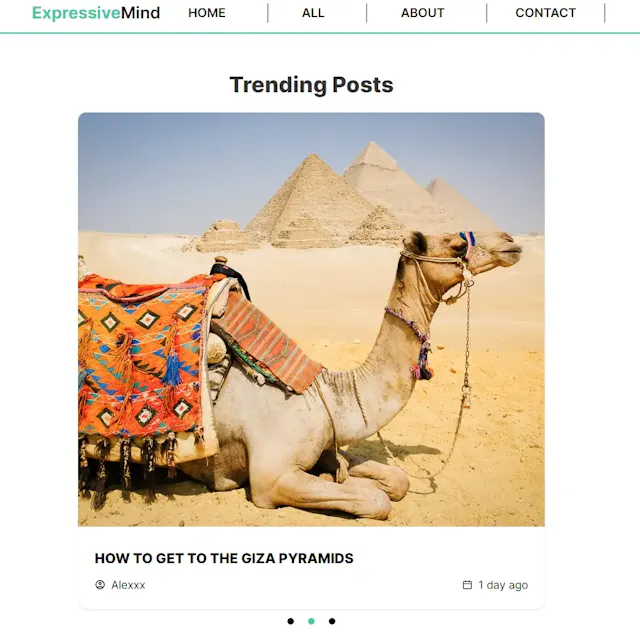 ExpressiveMind HOME ALL ABOUT CONTACT
Trending Posts
HOW TO GET TO THE GIZA PYRAMIDS
Alexxx 1 day ago